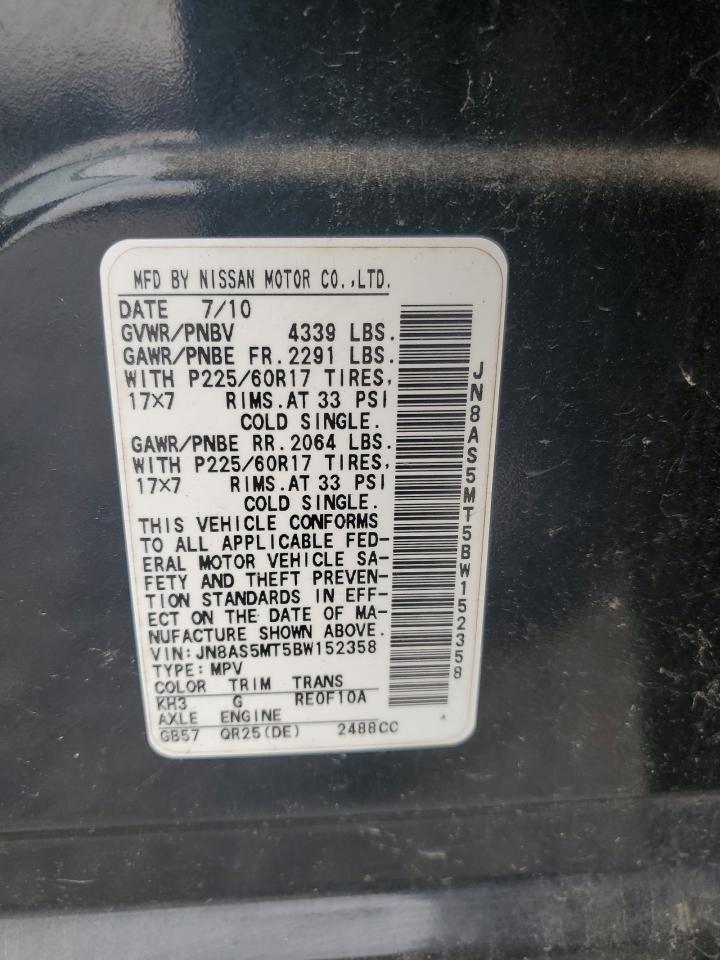 MFD BY NISSAN MOTOR CO.,LTD.
DATE 7/10
GVWR/PNBV 4339 LBS.
GAWR/PNBE FR. 2291 LBS.
WITH P225/60R17 TIRES,
17X7 RIMS.AT 33 PSI
COLD SINGLE.
GAWR/PNBE RR. 2064 LBS.
WITH P225/60R17 TIRES,
17X7 RIMS.AT 33 PSI
COLD SINGLE.
THIS VEHICLE CONFORMS
TO ALL APPLICABLE FED-
ERAL MOTOR VEHICLE SA-
FETY AND THEFT PREVEN-
TION STANDARDS IN EFF-
ECT ON THE DATE OF MA-
NUFACTURE SHOWN ABOVE.
VIN:JN8AS5MT5BW152358
TYPE:MPV
COLOR TRIM TRANS
KH3 G RE0F10A
AXLE ENGINE
GB57 QR25(DE) 2488CC
JN8AS5MT5BW152358